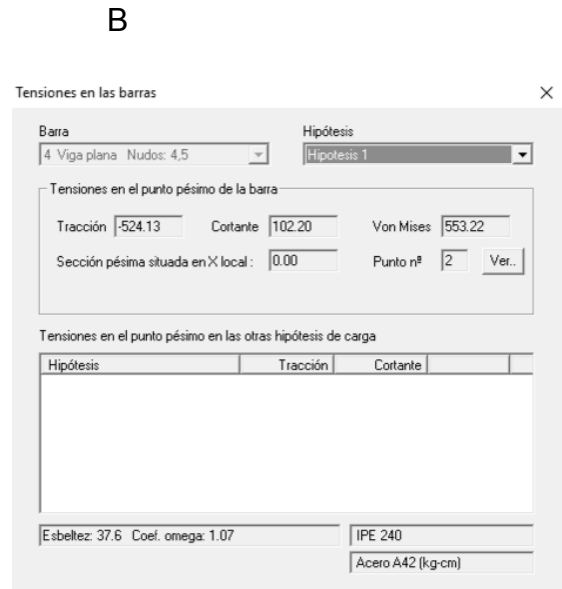 B
Tensiones en las barras
Barra Hipótesis
4 Viga plana Nudos: 4,5 Hipotesis 1
Tensiones en el punto pésimo de la barra
Tracción -524.13 Cortante 102.20 Von Mises 553.22
Sección pésima situada en X local : 0.00 Punto nº 2 Ver..
Tensiones en el punto pésimo en las otras hipótesis de carga
Hipótesis Tracción Cortante
Esbeltez: 37.6 Coef. omega: 1.07 IPE 240
Acero A42 (kg-cm)